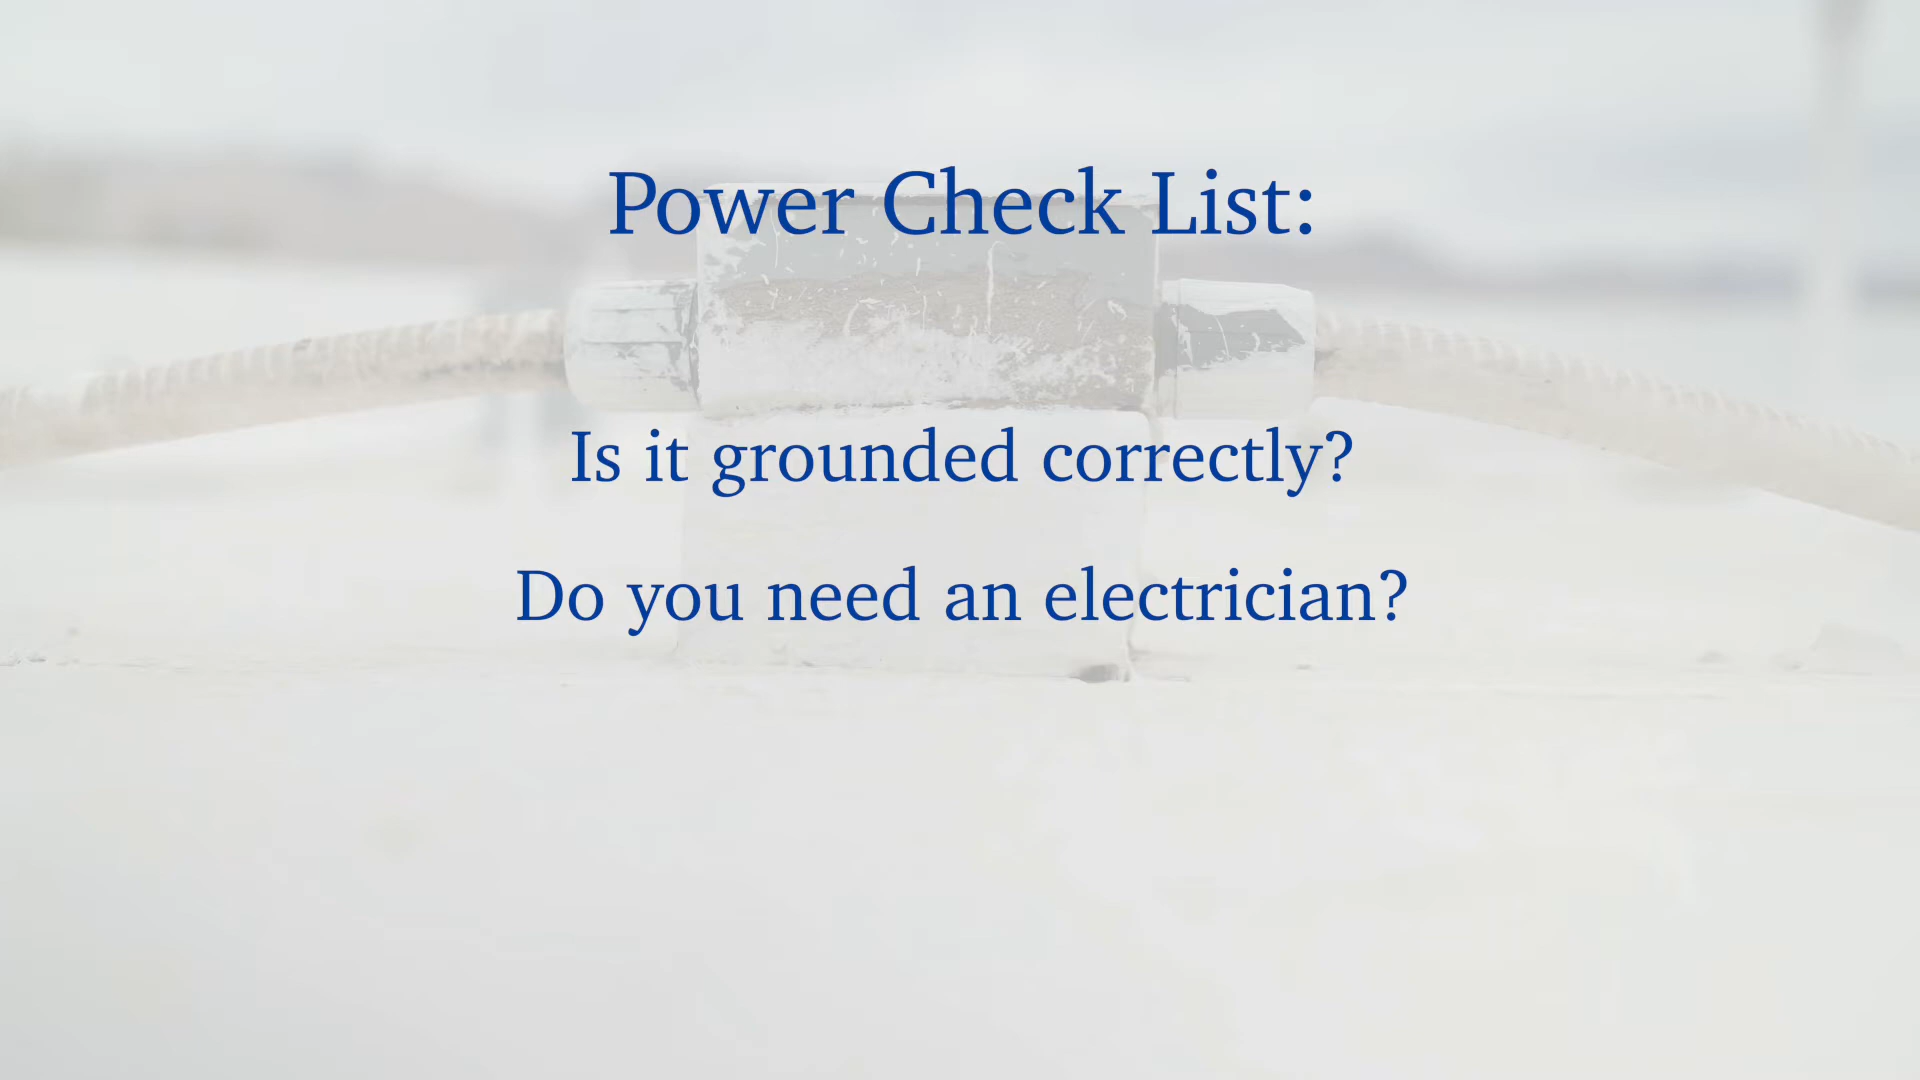 Power Check List:
Is it grounded correctly?
Do you need an electrician?